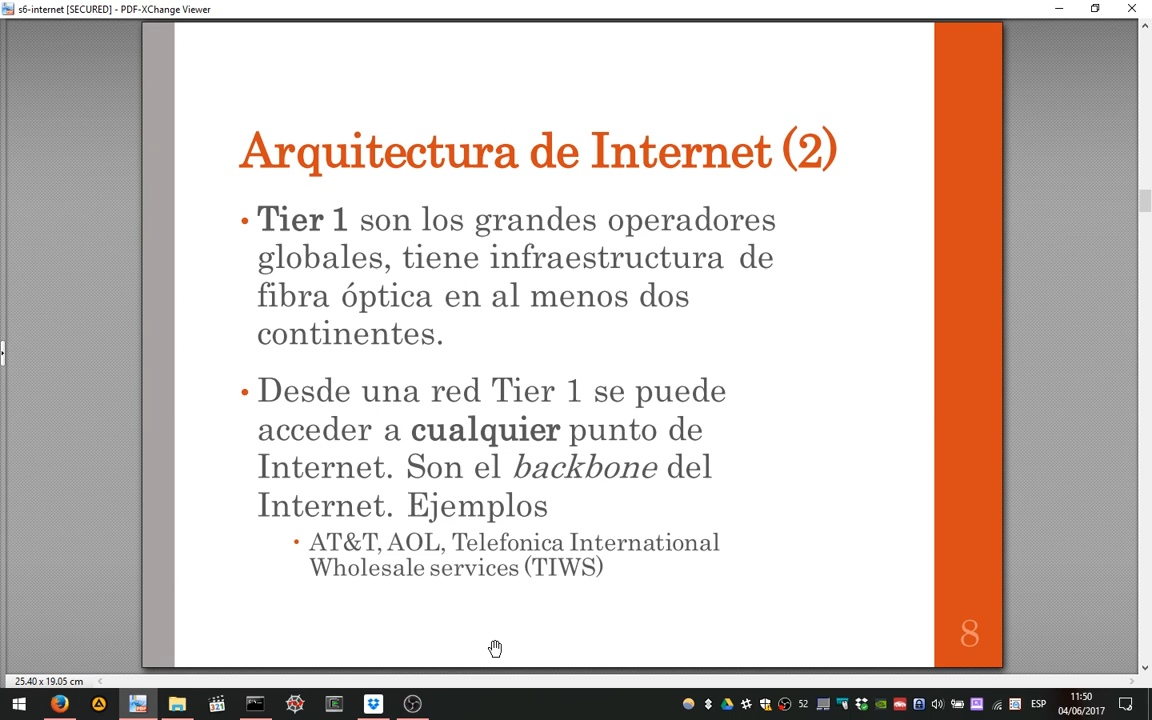 s6-internet [SECURED] - PDF-XChange Viewer
Arquitectura de Internet (2)
• Tier 1 son los grandes operadores
globales, tiene infraestructura de
fibra óptica en al menos dos
continentes.
• Desde una red Tier 1 se puede
acceder a cualquier punto de
Internet. Son el backbone del
Internet. Ejemplos
• AT&T, AOL, Telefonica International
Wholesale services (TIWS)
8
25.40 x 19.05 cm
321
52
ESP
11:50
04/06/2017